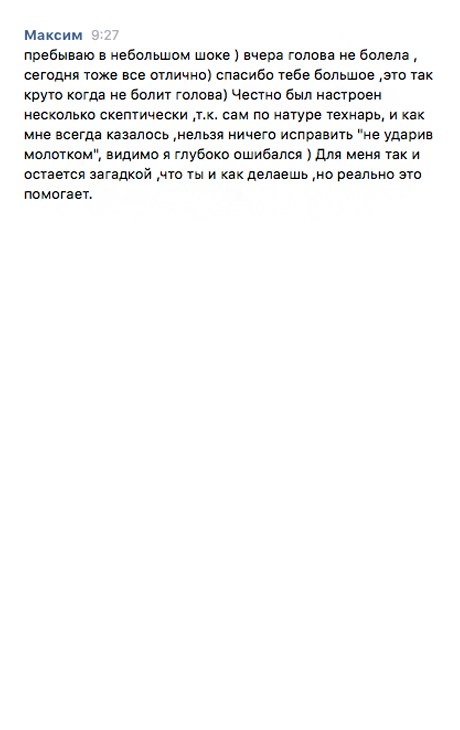 Максим 9:27
пребываю в небольшом шоке ) вчера голова не болела ,
сегодня тоже все отлично) спасибо тебе большое ,это так
круто когда не болит голова) Честно был настроен
несколько скептически ,т.к. сам по натуре технарь, и как
мне всегда казалось ,нельзя ничего исправить "не ударив
молотком", видимо я глубоко ошибался ) Для меня так и
остается загадкой ,что ты и как делаешь ,но реально это
помогает.